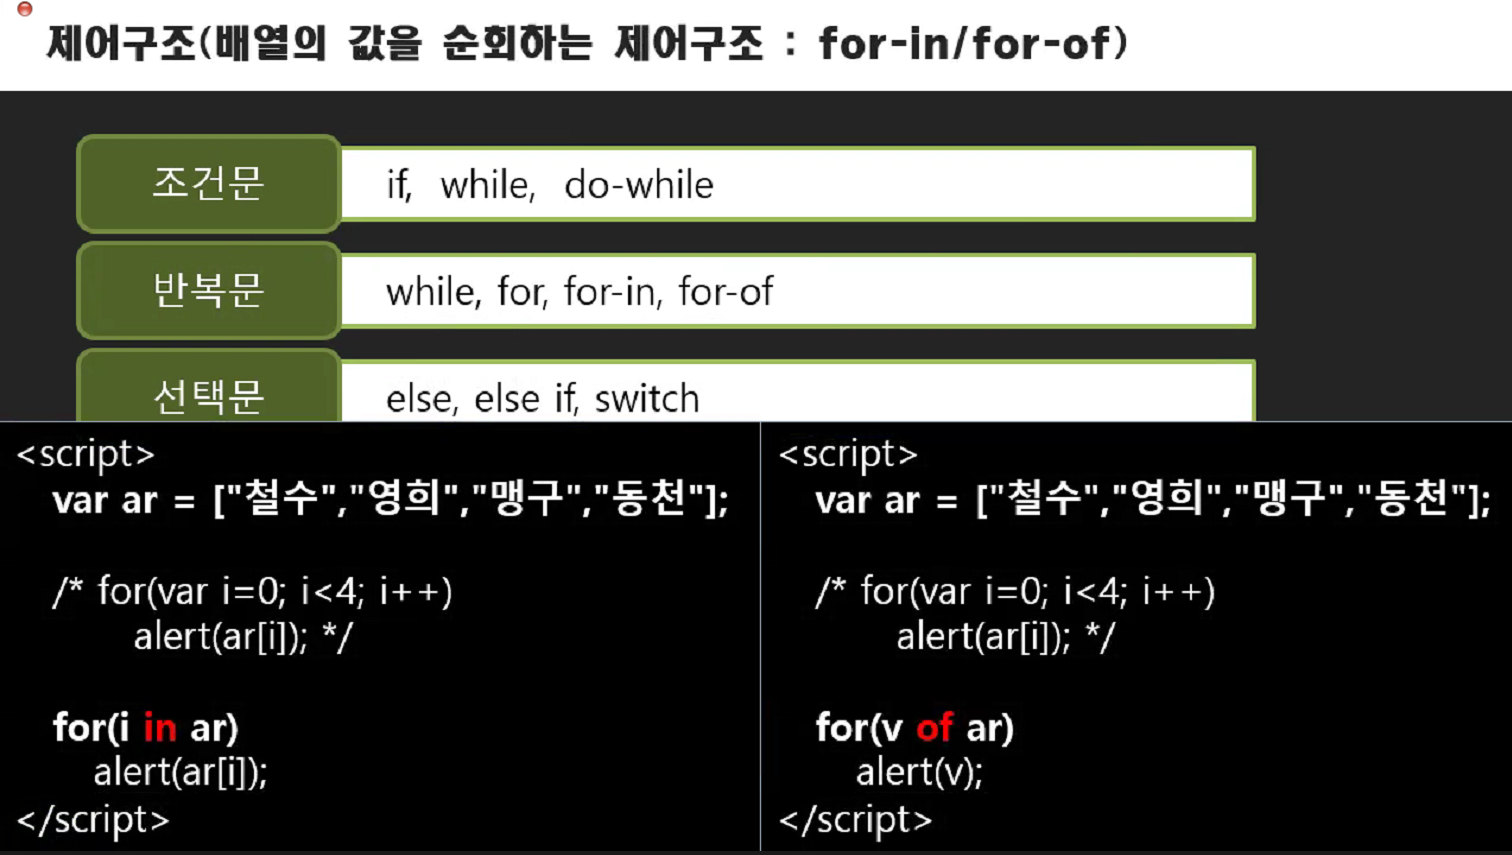 제어구조(배열의 값을 순회하는 제어구조 : for-in/for-of)
조건문
if, while, do-while
반복문
while, for, for-in, for-of
선택문
else, else if, switch
<script>
var ar = ["철수","영희","맹구","동천"];
/* for(var i=0; i<4; i++)
alert(ar[i]); */
for(i in ar)
alert(ar[i]);
</script>
<script>
var ar = ["철수","영희","맹구","동천"];
/* for(var i=0; i<4; i++)
alert(ar[i]); */
for(v of ar)
alert(v);
</script>